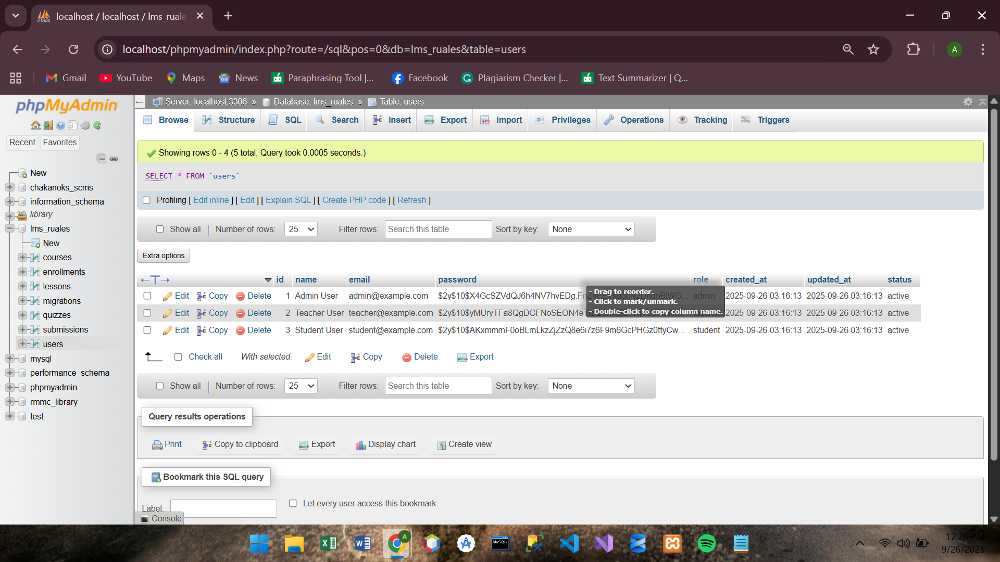 localhost / localhost / lms_ruale
localhost/phpmyadmin/index.php?route=/sql&pos=0&db=lms_ruales&table=users
A
Gmail
YouTube
Maps
News
Paraphrasing Tool |...
Facebook
Plagiarism Checker |...
Text Summarizer | Q...
phpMyAdmin
Recent Favorites
New
chakanoks_scms
information_schema
library
lms_ruales
New
courses
enrollments
lessons
migrations
quizzes
submissions
users
mysql
performance_schema
phpmyadmin
rmmc_library
test
Server: localhost:3306 » Database: lms_ruales » Table: users
Browse Structure SQL Search Insert Export Import Privileges Operations Tracking Triggers
Showing rows 0 - 4 (5 total, Query took 0.0005 seconds.)
SELECT * FROM `users`
Profiling [ Edit inline ] [ Edit ] [ Explain SQL ] [ Create PHP code ] [ Refresh ]
Show all Number of rows: 25 Filter rows: Search this table Sort by key: None
Extra options
id name email password role created_at updated_at status
Edit Copy Delete 1 Admin User admin@example.com $2y$10$X4GcSZVdQJ6h4NV7hvEDg. admin 2025-09-26 03:16:13 2025-09-26 03:16:13 active
- Drag to reorder.
- Click to mark/unmark.
- Double-click to copy column name.
Edit Copy Delete 2 Teacher User teacher@example.com $2y$10$yMUryTFa8QgDGFNoSEON4e 2025-09-26 03:16:13 2025-09-26 03:16:13 active
Edit Copy Delete 3 Student User student@example.com $2y$10$AKxmmmF0oBLmLkzZjZzQ8e6i7z6F9m6GcPHGz0ftyCw... student 2025-09-26 03:16:13 2025-09-26 03:16:13 active
Check all With selected: Edit Copy Delete Export
Show all Number of rows: 25 Filter rows: Search this table Sort by key: None
Query results operations
Print Copy to clipboard Export Display chart Create view
Bookmark this SQL query
Label: Let every user access this bookmark
Console
12:20 PM
9/26/2025